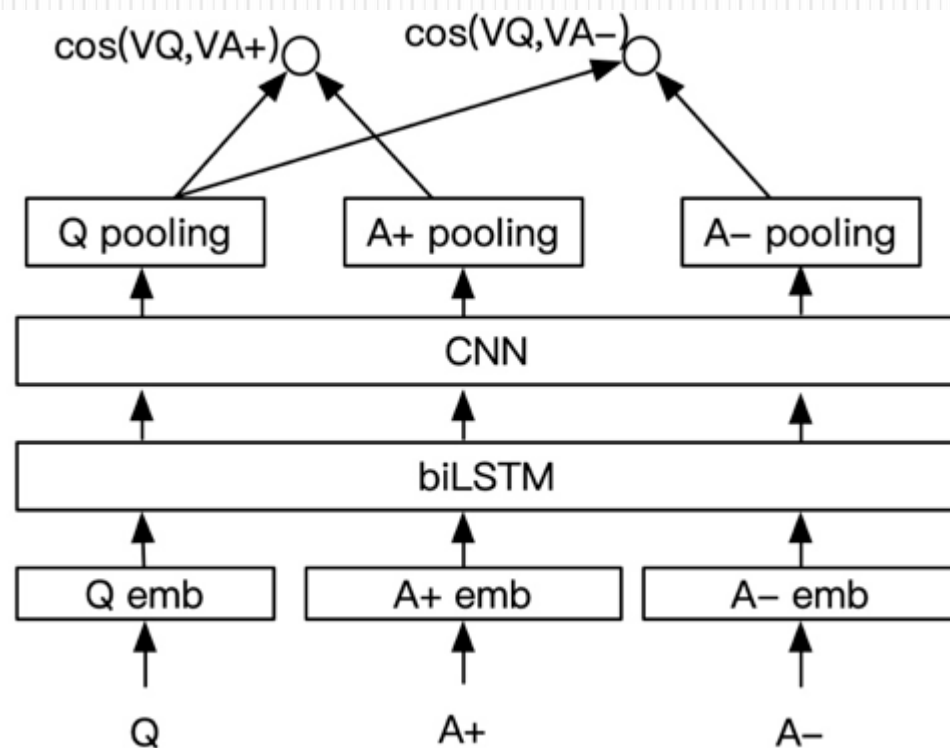 cos(VQ,VA+)
cos(VQ,VA–)
Q pooling
A+ pooling
A– pooling
CNN
biLSTM
Q emb
A+ emb
A– emb
Q
A+
A–